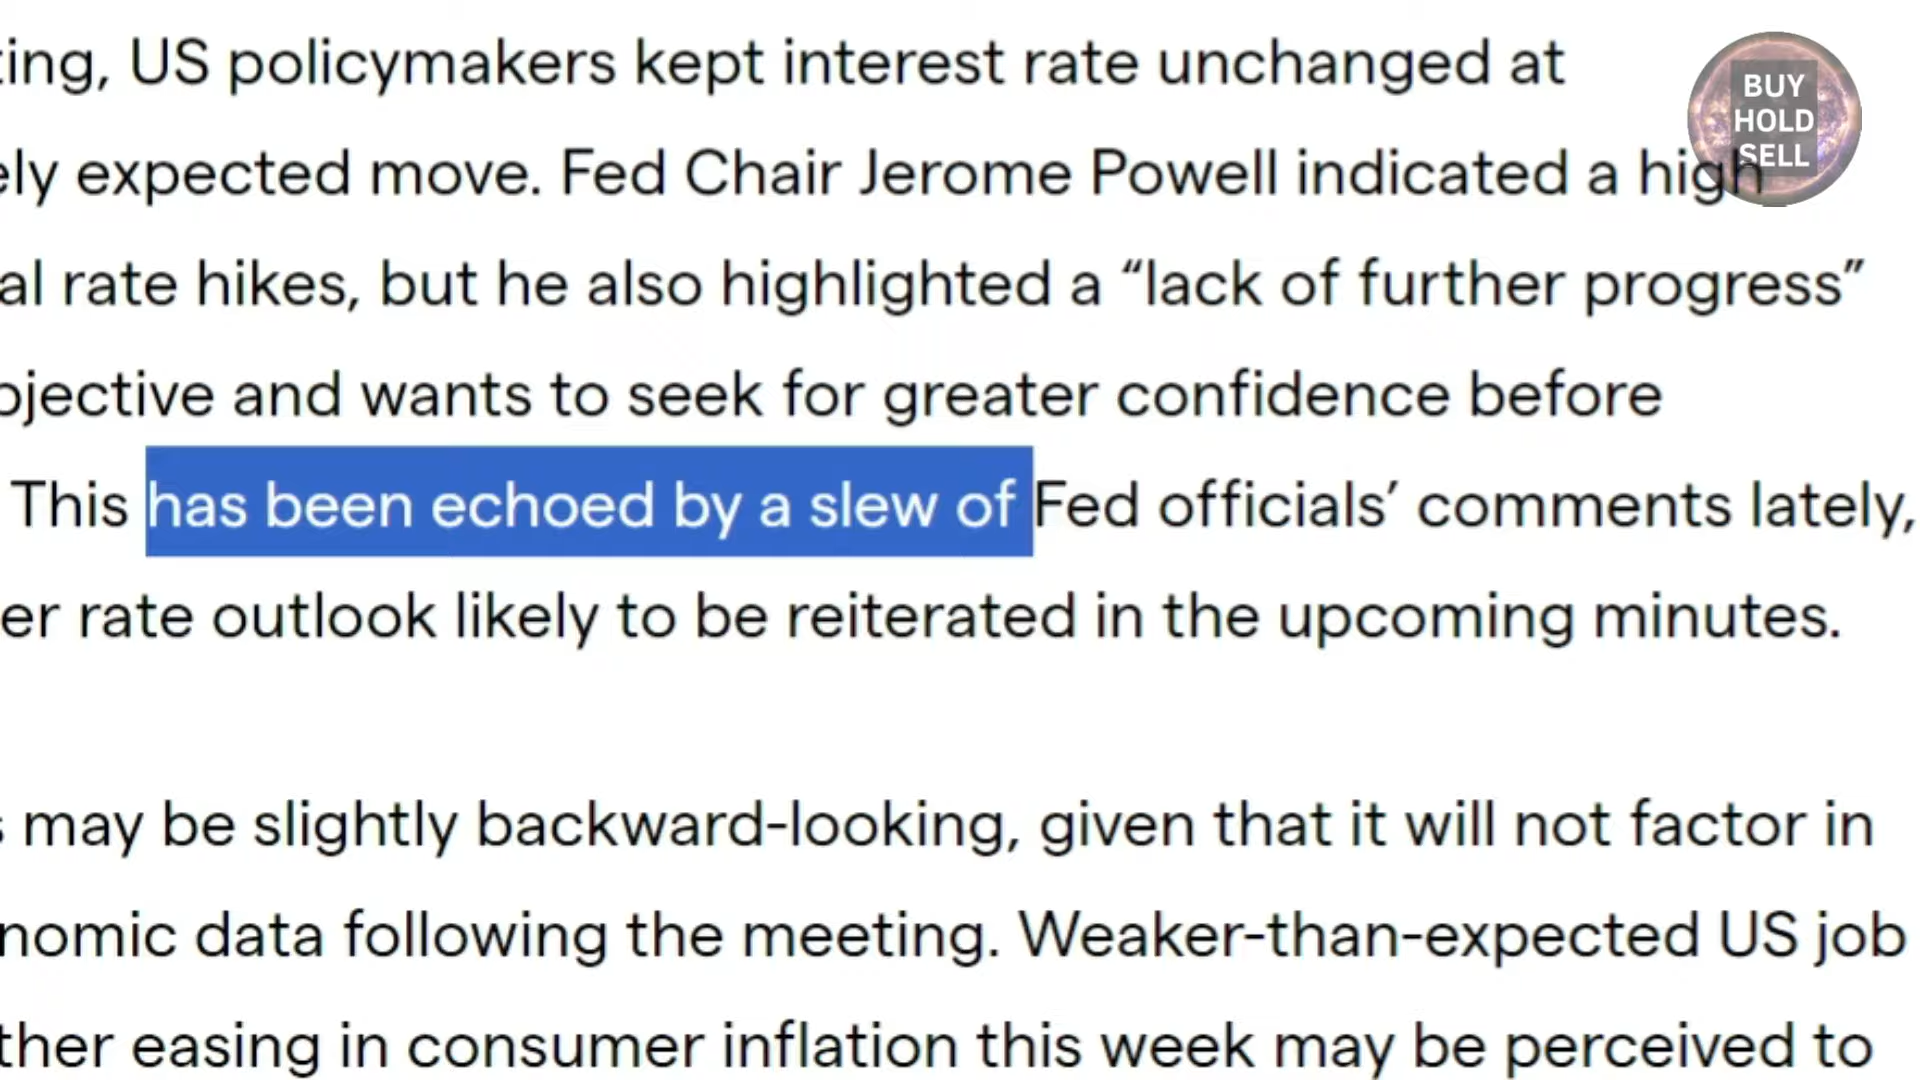 ting, US policymakers kept interest rate unchanged at
ely expected move. Fed Chair Jerome Powell indicated a high
al rate hikes, but he also highlighted a “lack of further progress”
bjective and wants to seek for greater confidence before
This has been echoed by a slew of Fed officials’ comments lately,
er rate outlook likely to be reiterated in the upcoming minutes.
s may be slightly backward-looking, given that it will not factor in
nomic data following the meeting. Weaker-than-expected US job
ther easing in consumer inflation this week may be perceived to
BUY
HOLD
SELL